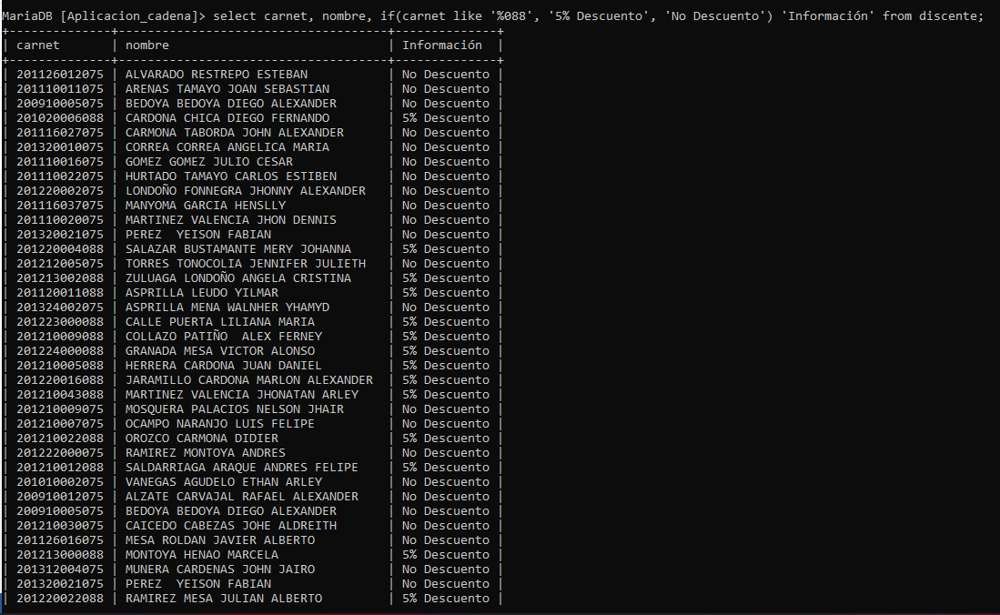 MariaDB [Aplicacion_cadena]> select carnet, nombre, if(carnet like '%088', '5% Descuento', 'No Descuento') 'Información' from discente;
+--------------+-------------------------------------+--------------+
| carnet       | nombre                              | Información  |
+--------------+-------------------------------------+--------------+
| 201126012075 | ALVARADO RESTREPO ESTEBAN           | No Descuento |
| 201110011075 | ARENAS TAMAYO JOAN SEBASTIAN        | No Descuento |
| 200910005075 | BEDOYA BEDOYA DIEGO ALEXANDER       | No Descuento |
| 201020006088 | CARDONA CHICA DIEGO FERNANDO        | 5% Descuento |
| 201116027075 | CARMONA TABORDA JOHN ALEXANDER      | No Descuento |
| 201320010075 | CORREA CORREA ANGELICA MARIA        | No Descuento |
| 201110016075 | GOMEZ GOMEZ JULIO CESAR             | No Descuento |
| 201110022075 | HURTADO TAMAYO CARLOS ESTIBEN       | No Descuento |
| 201220002075 | LONDOÑO FONNEGRA JHONNY ALEXANDER   | No Descuento |
| 201116037075 | MANYOMA GARCIA HENSLLY              | No Descuento |
| 201110020075 | MARTINEZ VALENCIA JHON DENNIS       | No Descuento |
| 201320021075 | PEREZ  YEISON FABIAN                | No Descuento |
| 201220004088 | SALAZAR BUSTAMANTE MERY JOHANNA     | 5% Descuento |
| 201212005075 | TORRES TONOCOLIA JENNIFER JULIETH   | No Descuento |
| 201213002088 | ZULUAGA LONDOÑO ANGELA CRISTINA     | 5% Descuento |
| 201120011088 | ASPRILLA LEUDO YILMAR               | 5% Descuento |
| 201324002075 | ASPRILLA MENA WALNHER YHAMYD        | No Descuento |
| 201223000088 | CALLE PUERTA LILIANA MARIA          | 5% Descuento |
| 201210009088 | COLLAZO PATIÑO  ALEX FERNEY         | 5% Descuento |
| 201224000088 | GRANADA MESA VICTOR ALONSO          | 5% Descuento |
| 201210005088 | HERRERA CARDONA JUAN DANIEL         | 5% Descuento |
| 201220016088 | JARAMILLO CARDONA MARLON ALEXANDER  | 5% Descuento |
| 201210043088 | MARTINEZ VALENCIA JHONATAN ARLEY    | 5% Descuento |
| 201210009075 | MOSQUERA PALACIOS NELSON JHAIR      | No Descuento |
| 201210007075 | OCAMPO NARANJO LUIS FELIPE          | No Descuento |
| 201210022088 | OROZCO CARMONA DIDIER               | 5% Descuento |
| 201222000075 | RAMIREZ MONTOYA ANDRES              | No Descuento |
| 201210012088 | SALDARRIAGA ARAQUE ANDRES FELIPE    | 5% Descuento |
| 201010002075 | VANEGAS AGUDELO ETHAN ARLEY         | No Descuento |
| 200910012075 | ALZATE CARVAJAL RAFAEL ALEXANDER    | No Descuento |
| 200910005075 | BEDOYA BEDOYA DIEGO ALEXANDER       | No Descuento |
| 201210030075 | CAICEDO CABEZAS JOHE ALDREITH       | No Descuento |
| 201126016075 | MESA ROLDAN JAVIER ALBERTO          | No Descuento |
| 201213000088 | MONTOYA HENAO MARCELA               | 5% Descuento |
| 201312004075 | MUNERA CARDENAS JOHN JAIRO          | No Descuento |
| 201320021075 | PEREZ  YEISON FABIAN                | No Descuento |
| 201220022088 | RAMIREZ MESA JULIAN ALBERTO         | 5% Descuento |